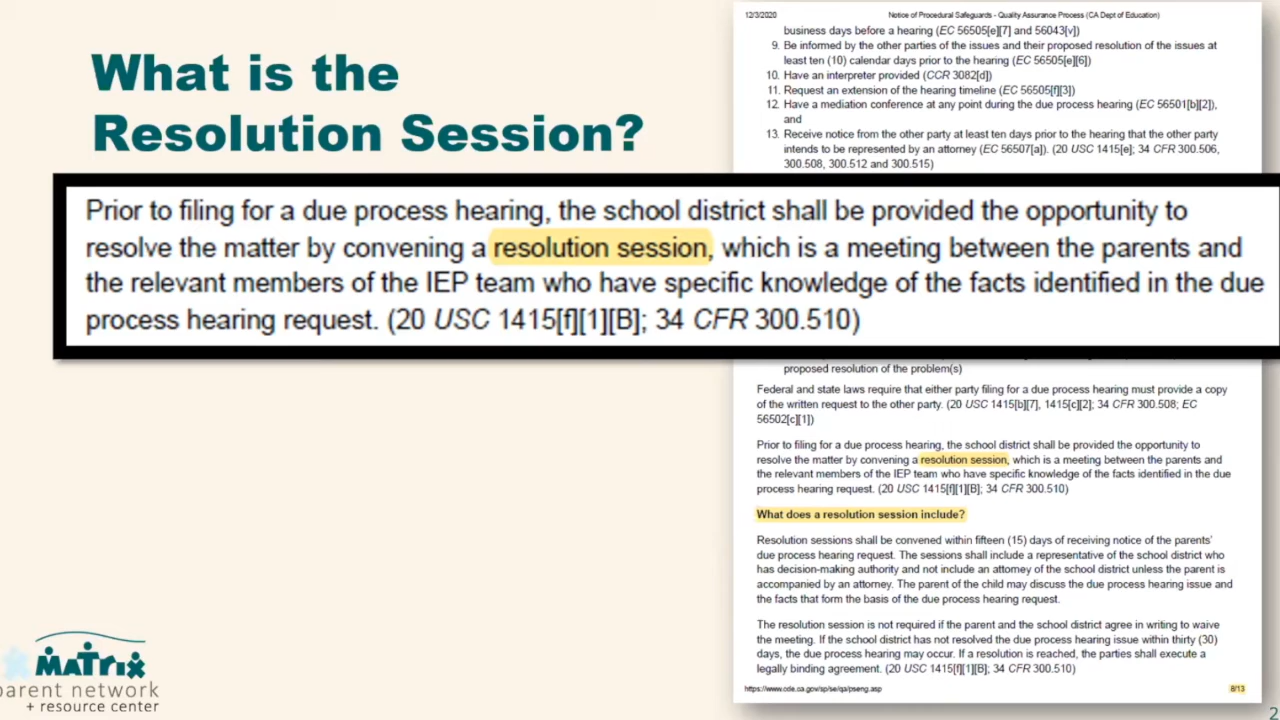 What is the
Resolution Session?
12/3/2020 Notice of Procedural Safeguards - Quality Assurance Process (CA Dept of Education)
business days before a hearing (EC 56505[e][7] and 56043[v])
9. Be informed by the other parties of the issues and their proposed resolution of the issues at
least ten (10) calendar days prior to the hearing (EC 56505[e][6])
10. Have an interpreter provided (CCR 3082[d])
11. Request an extension of the hearing timeline (EC 56505[f][3])
12. Have a mediation conference at any point during the due process hearing (EC 56501[b][2]),
and
13. Receive notice from the other party at least ten days prior to the hearing that the other party
intends to be represented by an attorney (EC 56507[a]). (20 USC 1415[e]; 34 CFR 300.506,
300.508, 300.512 and 300.515)
Prior to filing for a due process hearing, the school district shall be provided the opportunity to
resolve the matter by convening a resolution session, which is a meeting between the parents and
the relevant members of the IEP team who have specific knowledge of the facts identified in the due
process hearing request. (20 USC 1415[f][1][B]; 34 CFR 300.510)
proposed resolution of the problem(s)
Federal and state laws require that either party filing for a due process hearing must provide a copy
of the written request to the other party. (20 USC 1415[b][7], 1415[c][2]; 34 CFR 300.508; EC
56502[c][1])
Prior to filing for a due process hearing, the school district shall be provided the opportunity to
resolve the matter by convening a resolution session, which is a meeting between the parents and
the relevant members of the IEP team who have specific knowledge of the facts identified in the due
process hearing request. (20 USC 1415[f][1][B]; 34 CFR 300.510)
What does a resolution session include?
Resolution sessions shall be convened within fifteen (15) days of receiving notice of the parents'
due process hearing request. The sessions shall include a representative of the school district who
has decision-making authority and not include an attorney of the school district unless the parent is
accompanied by an attorney. The parent of the child may discuss the due process hearing issue and
the facts that form the basis of the due process hearing request.
The resolution session is not required if the parent and the school district agree in writing to waive
the meeting. If the school district has not resolved the due process hearing issue within thirty (30)
days, the due process hearing may occur. If a resolution is reached, the parties shall execute a
legally binding agreement. (20 USC 1415[f][1][B]; 34 CFR 300.510)
https://www.cde.ca.gov/sp/se/qa/pseng.asp 8/13
MATRIX
parent network
+ resource center
2